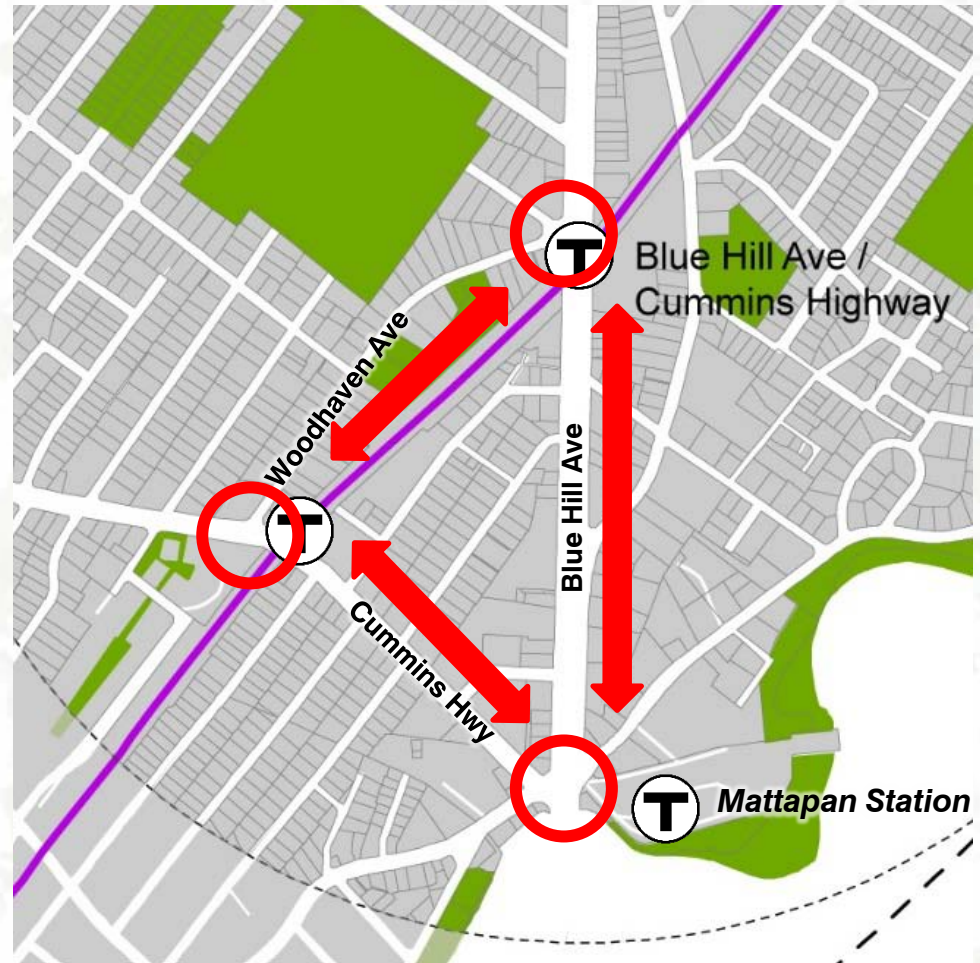 T
Blue Hill Ave /
Cummins Highway
Woodhaven Ave
Blue Hill Ave
T
Cummins Hwy
T
Mattapan Station